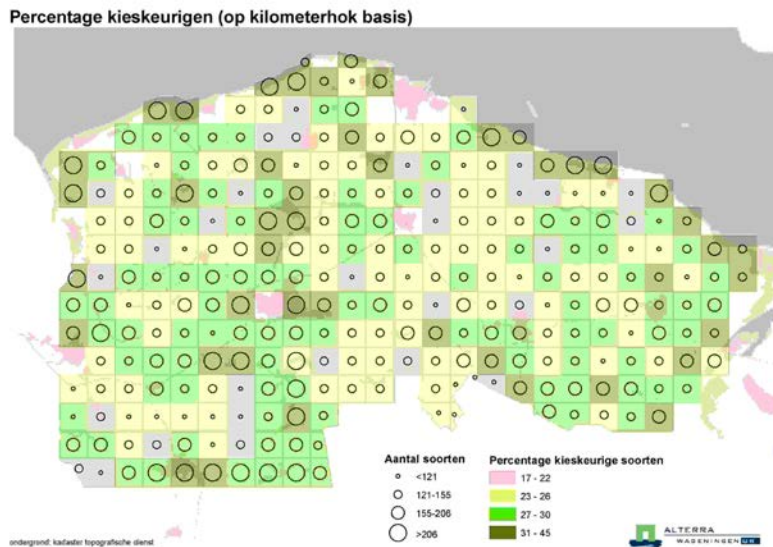 Percentage kieskeurigen (op kilometerhok basis)
Aantal soorten
<121
121-155
155-206
>206
Percentage kieskeurige soorten
17 - 22
23 - 26
27 - 30
31 - 45
ondergrond: kadaster topografische dienst
ALTERRA
WAGENINGEN UR